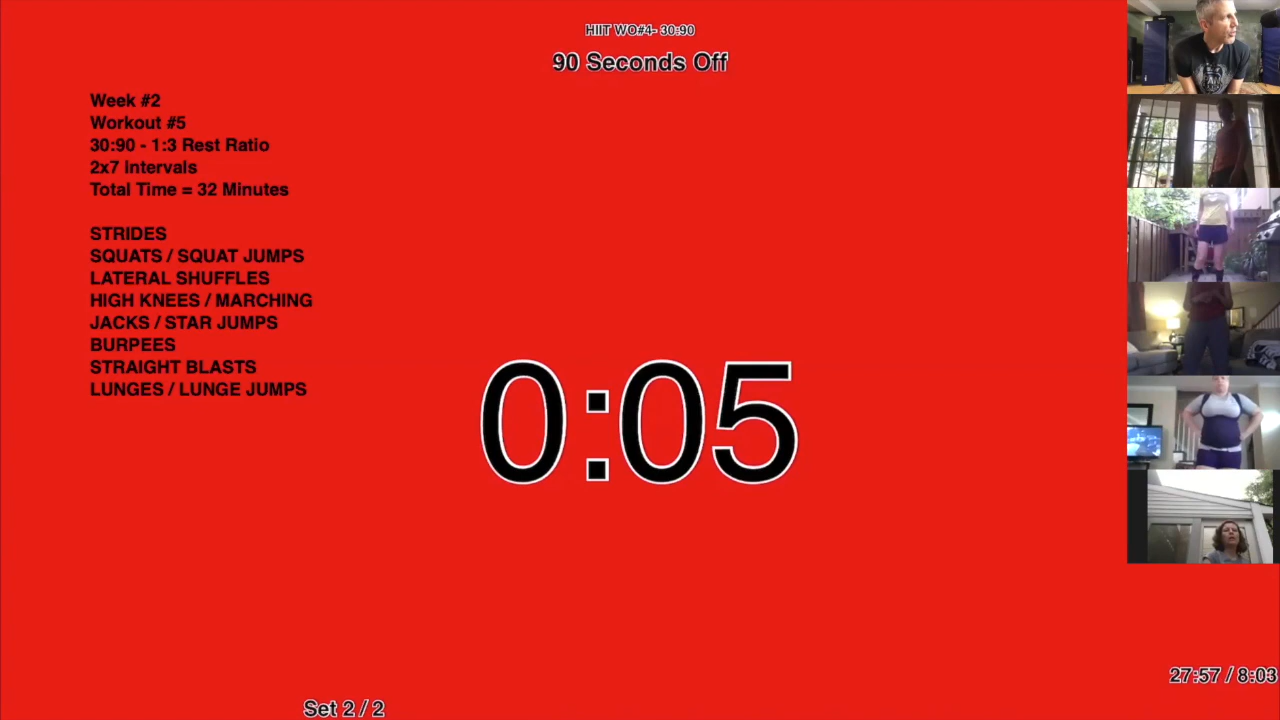 HIIT WO#4- 30:90
90 Seconds Off
Week #2
Workout #5
30:90 - 1:3 Rest Ratio
2x7 Intervals
Total Time = 32 Minutes
STRIDES
SQUATS / SQUAT JUMPS
LATERAL SHUFFLES
HIGH KNEES / MARCHING
JACKS / STAR JUMPS
BURPEES
STRAIGHT BLASTS
LUNGES / LUNGE JUMPS
0:05
27:57 / 8:03
Set 2 / 2